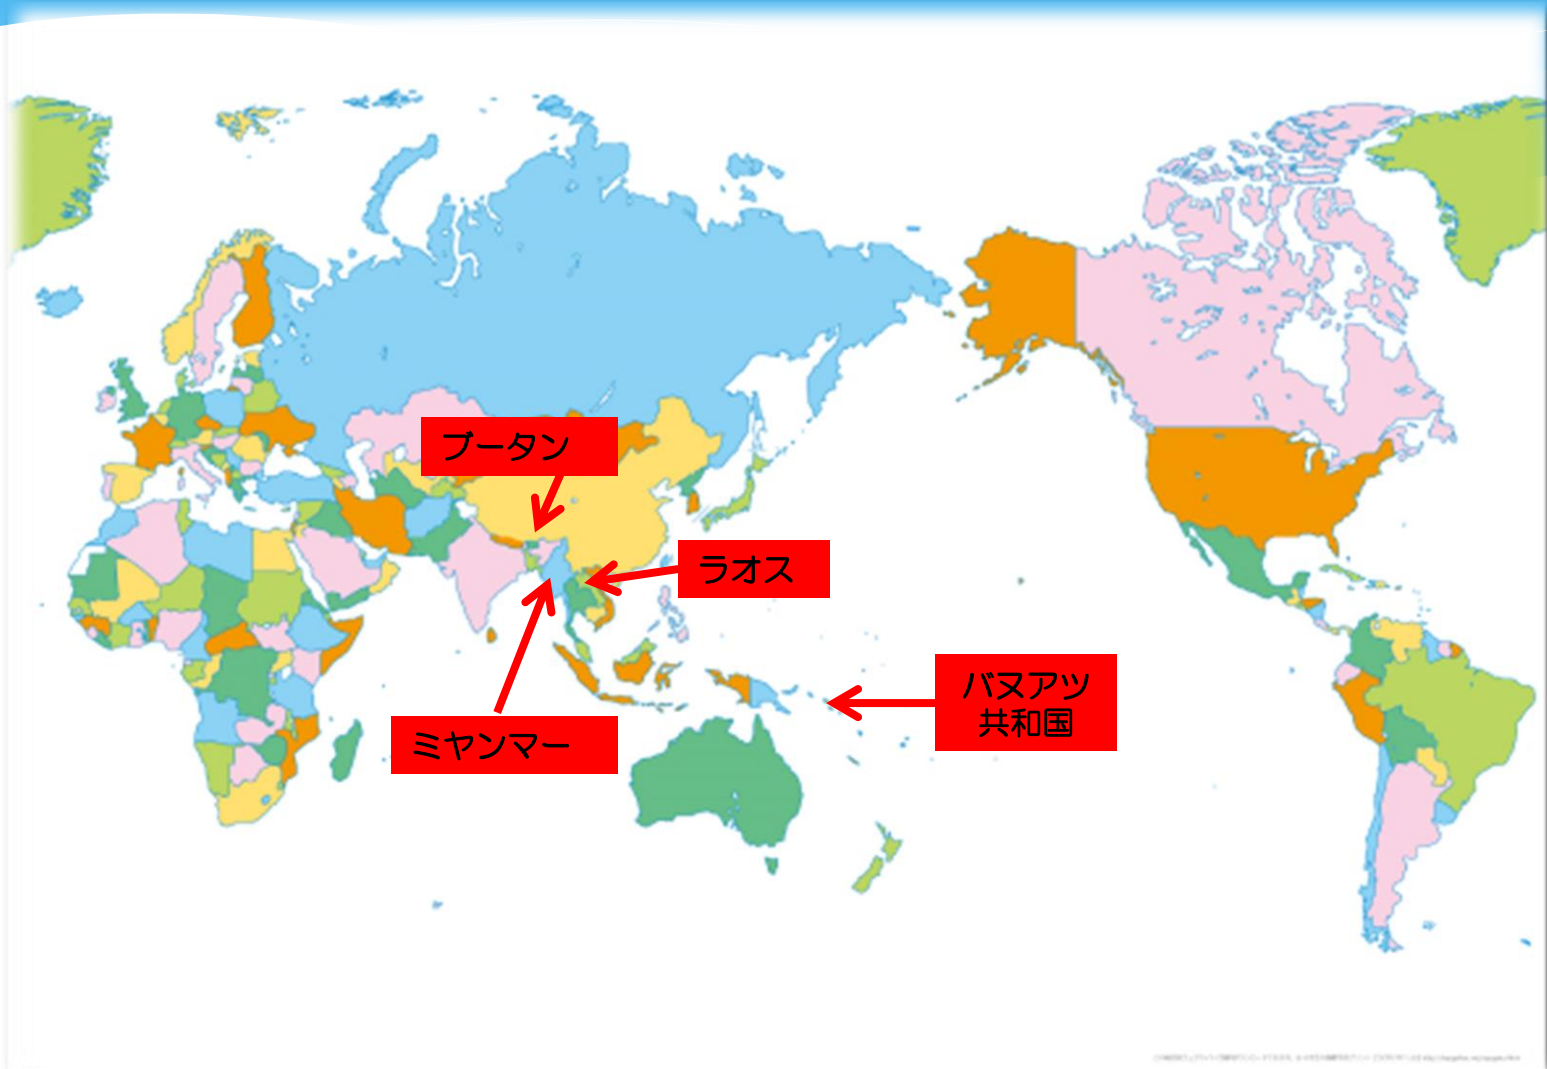 ブータン
ラオス
バヌアツ
共和国
ミヤンマー